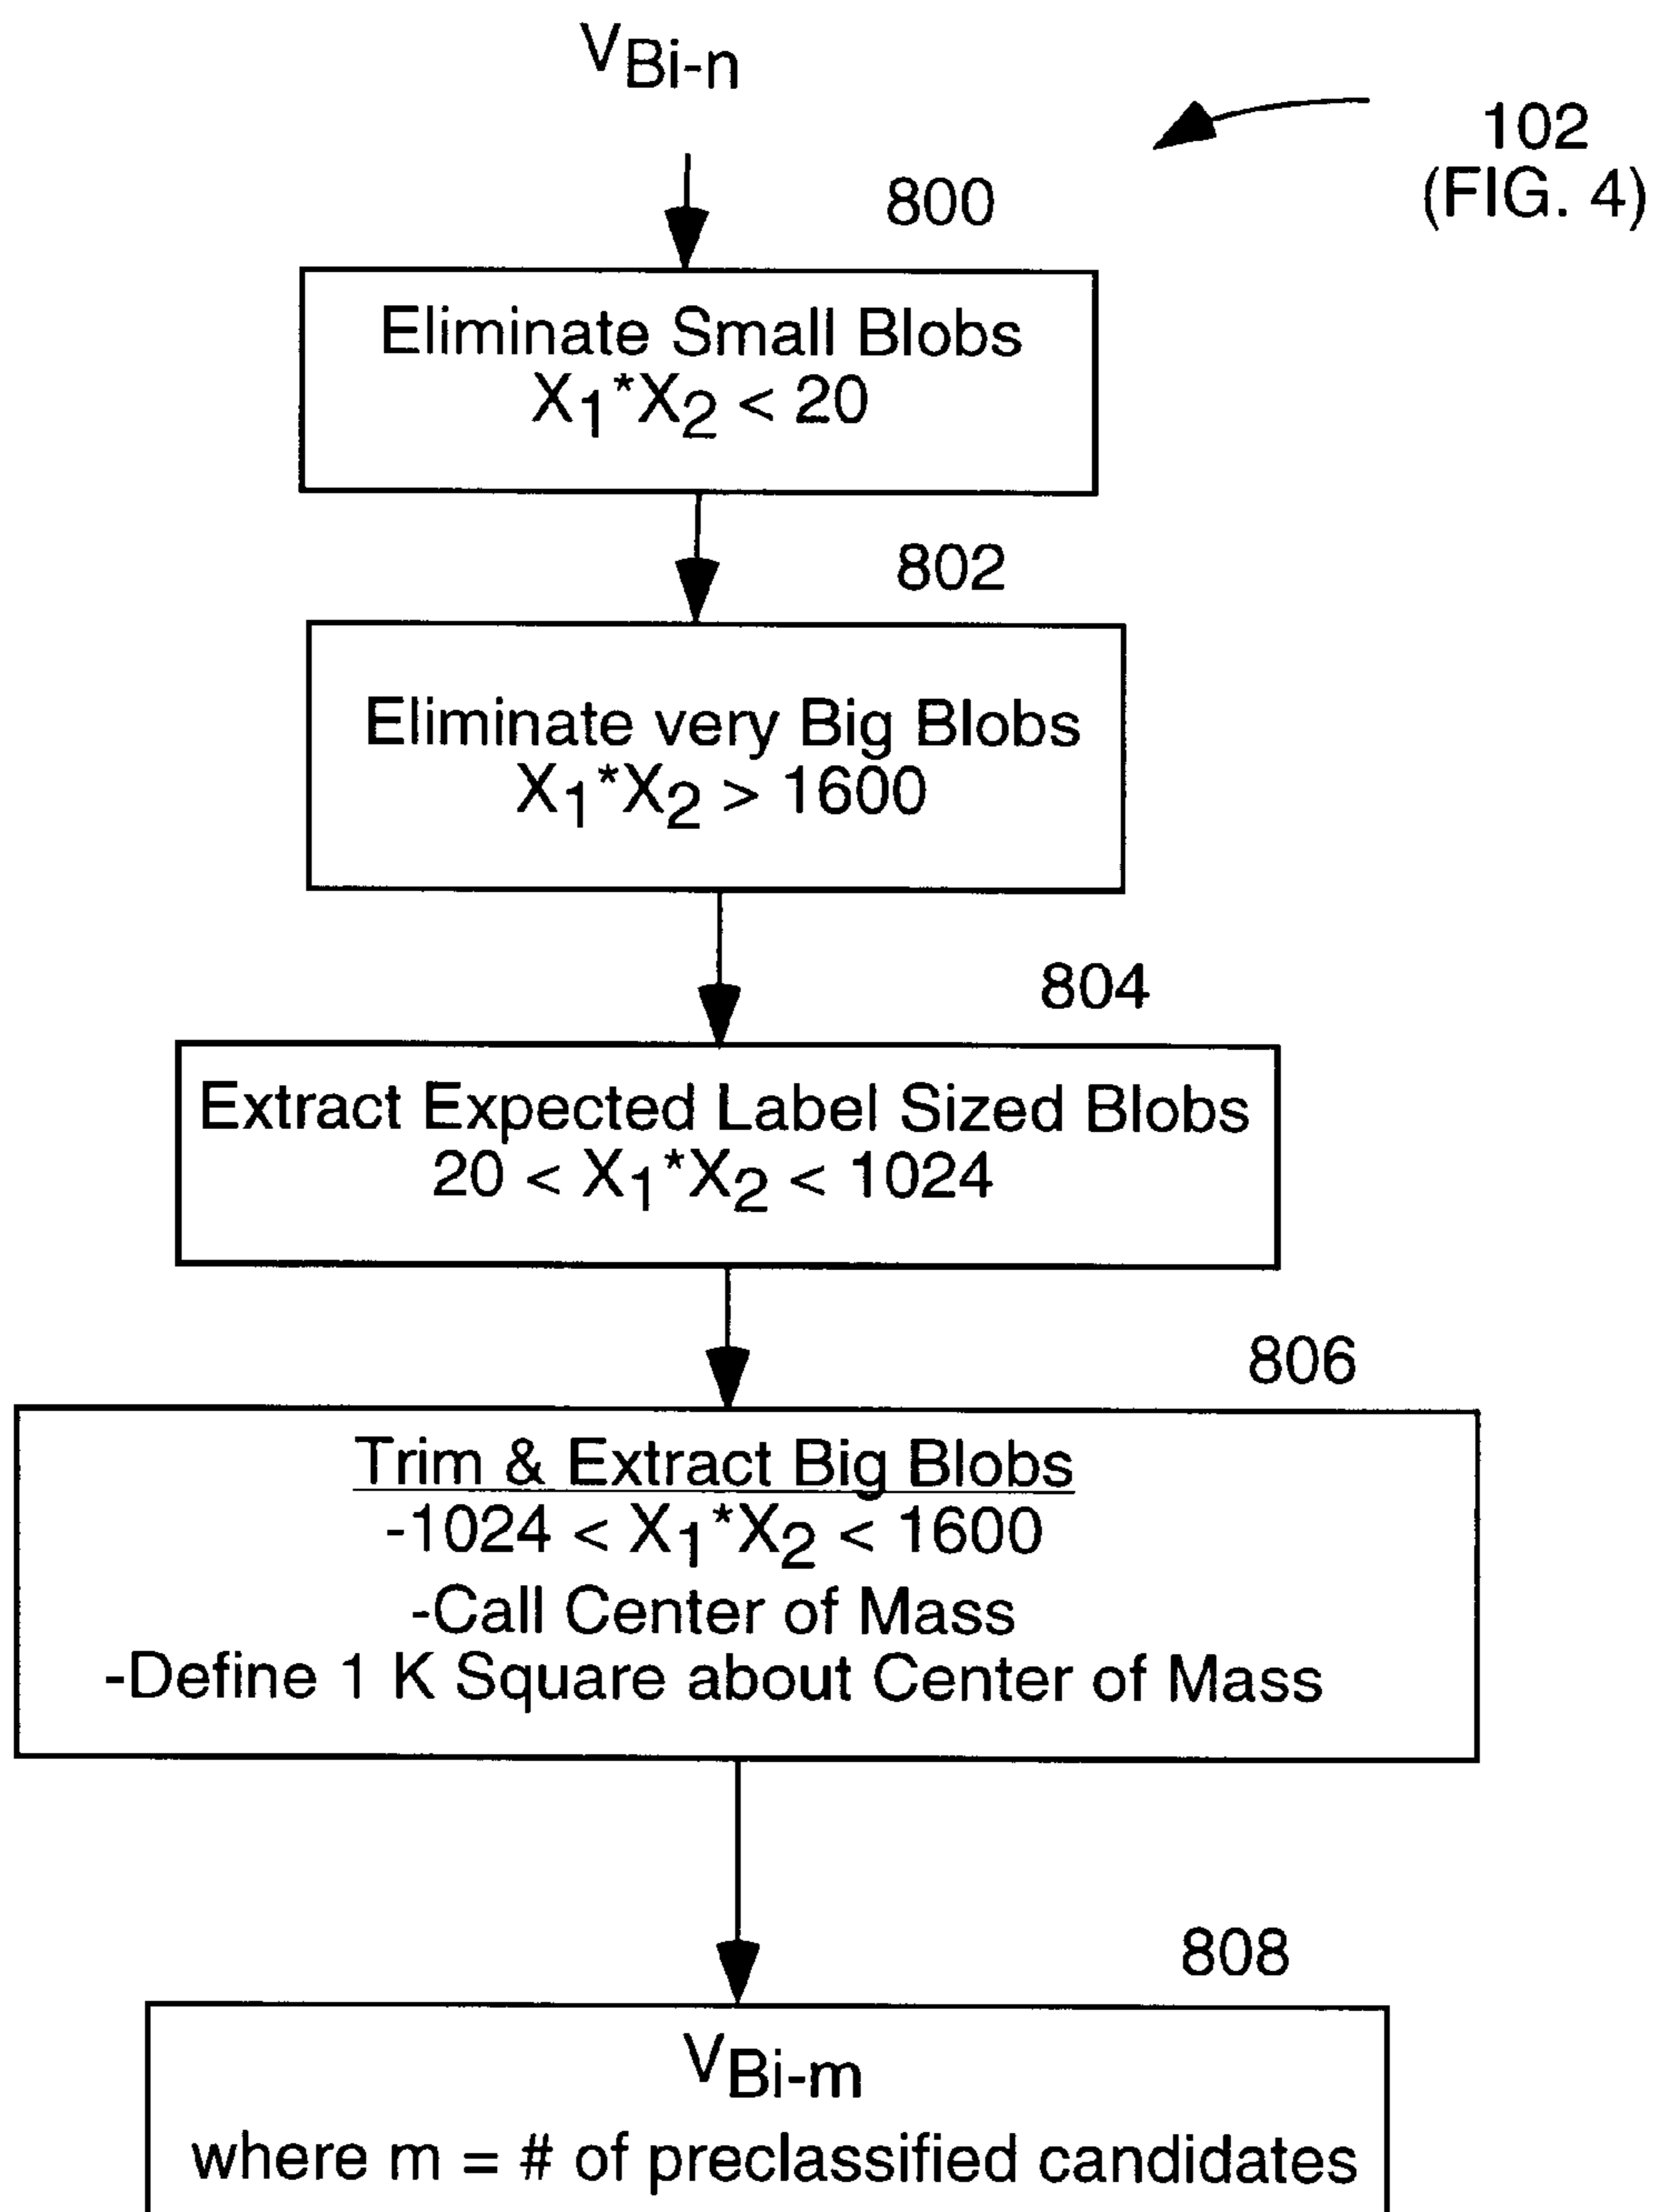 VBi-n
102
(FIG. 4)
800
Eliminate Small Blobs
X1*X2 < 20
802
Eliminate very Big Blobs
X1*X2 > 1600
804
Extract Expected Label Sized Blobs
20 < X1*X2 < 1024
806
Trim & Extract Big Blobs
-1024 < X1*X2 < 1600
-Call Center of Mass
-Define 1 K Square about Center of Mass
808
VBi-m
where m = # of preclassified candidates